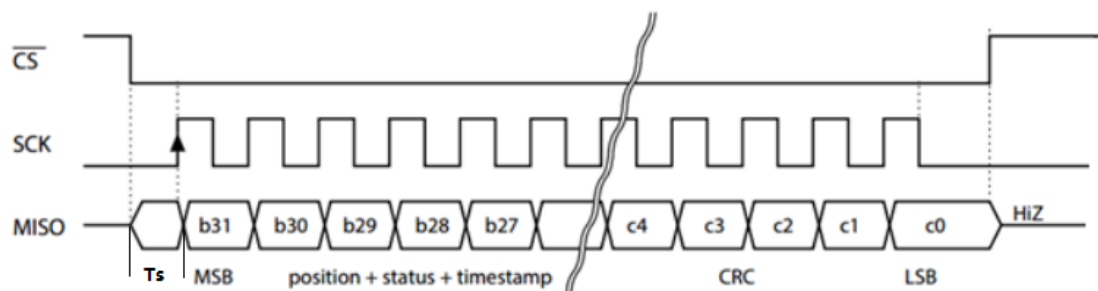 CS
SCK
MISO b31 b30 b29 b28 b27 c4 c3 c2 c1 c0 HiZ
Ts MSB position + status + timestamp CRC LSB